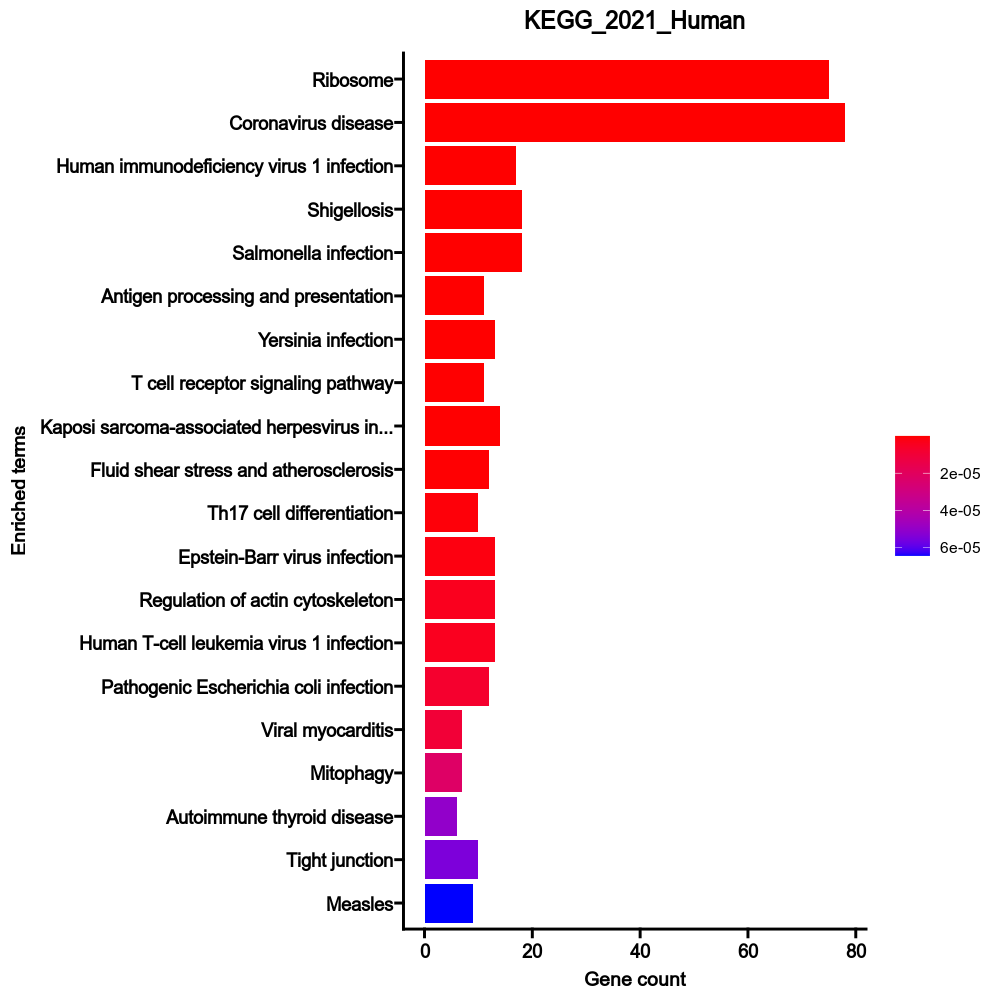 KEGG_2021_Human
Ribosome
Coronavirus disease
Human immunodeficiency virus 1 infection
Shigellosis
Salmonella infection
Antigen processing and presentation
Yersinia infection
T cell receptor signaling pathway
Kaposi sarcoma-associated herpesvirus in...
Fluid shear stress and atherosclerosis
Th17 cell differentiation
Epstein-Barr virus infection
Regulation of actin cytoskeleton
Human T-cell leukemia virus 1 infection
Pathogenic Escherichia coli infection
Viral myocarditis
Mitophagy
Autoimmune thyroid disease
Tight junction
Measles
Enriched terms
0 20 40 60 80
Gene count
2e-05
4e-05
6e-05